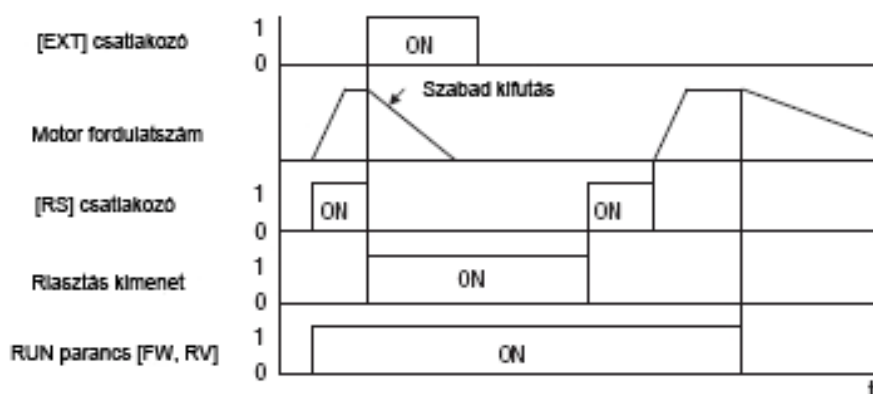 [EXT] csatlakozó
1
ON
0
Szabad kifutás
Motor fordulatszám
[RS] csatlakozó
1
ON
ON
0
Riasztás kimenet
1
ON
0
RUN parancs [FW, RV]
1
ON
0
t